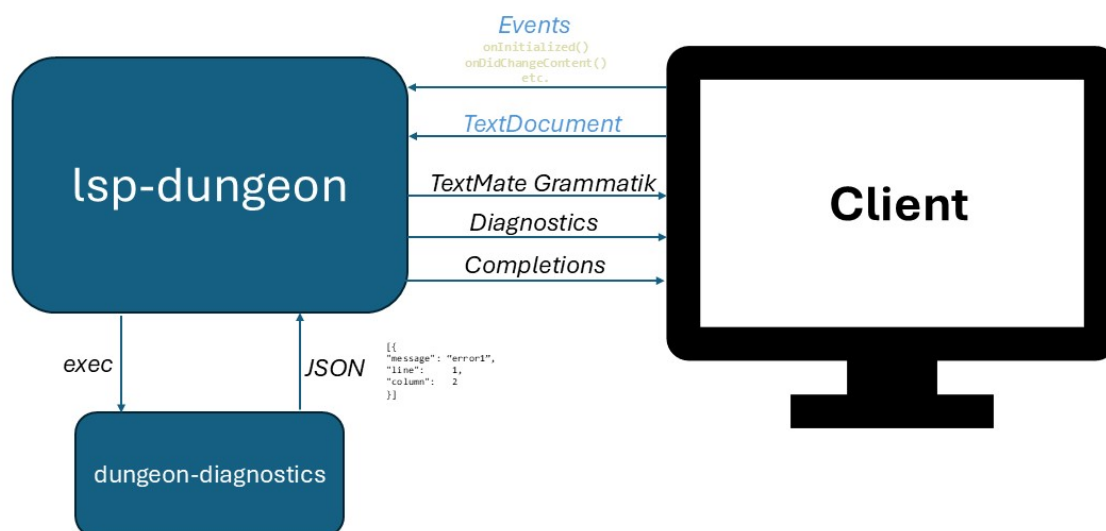 Events
onInitialized()
onDidChangeContent()
etc.
TextDocument
lsp-dungeon
TextMate Grammatik
Diagnostics
Completions
Client
exec
JSON
[{
"message": "error1",
"line": 1,
"column": 2
}]
dungeon-diagnostics